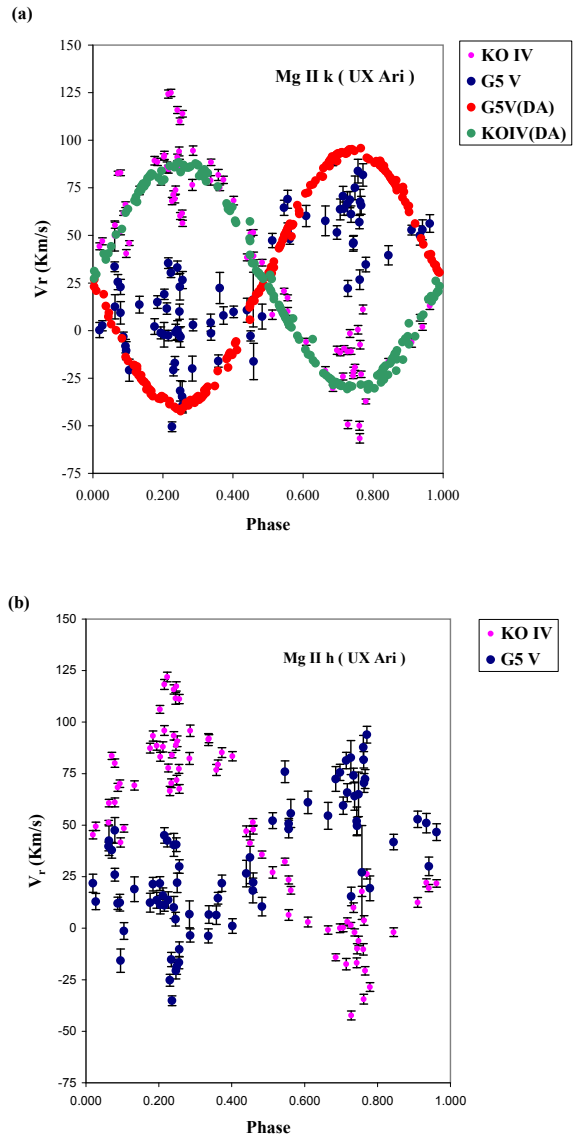 (a)
Mg II k ( UX Ari )
KO IV
G5 V
G5V(DA)
KOIV(DA)
150
125
100
75
50
25
0
-25
-50
-75
Vr (Km/s)
0.000 0.200 0.400 0.600 0.800 1.000
Phase
(b)
Mg II h ( UX Ari )
KO IV
G5 V
150
125
100
75
50
25
0
-25
-50
-75
Vr (Km/s)
0.000 0.200 0.400 0.600 0.800 1.000
Phase